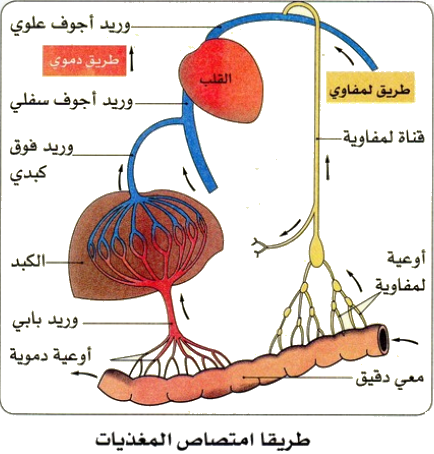 وريد أجوف علوي
طريق دموي
القلب
طريق لمفاوي
وريد أجوف سفلي
قناة لمفاوية
وريد فوق
كبدي
الكبد
أوعية
لمفاوية
وريد بابي
أوعية دموية
معي دقيق
طريقا امتصاص المغذيات